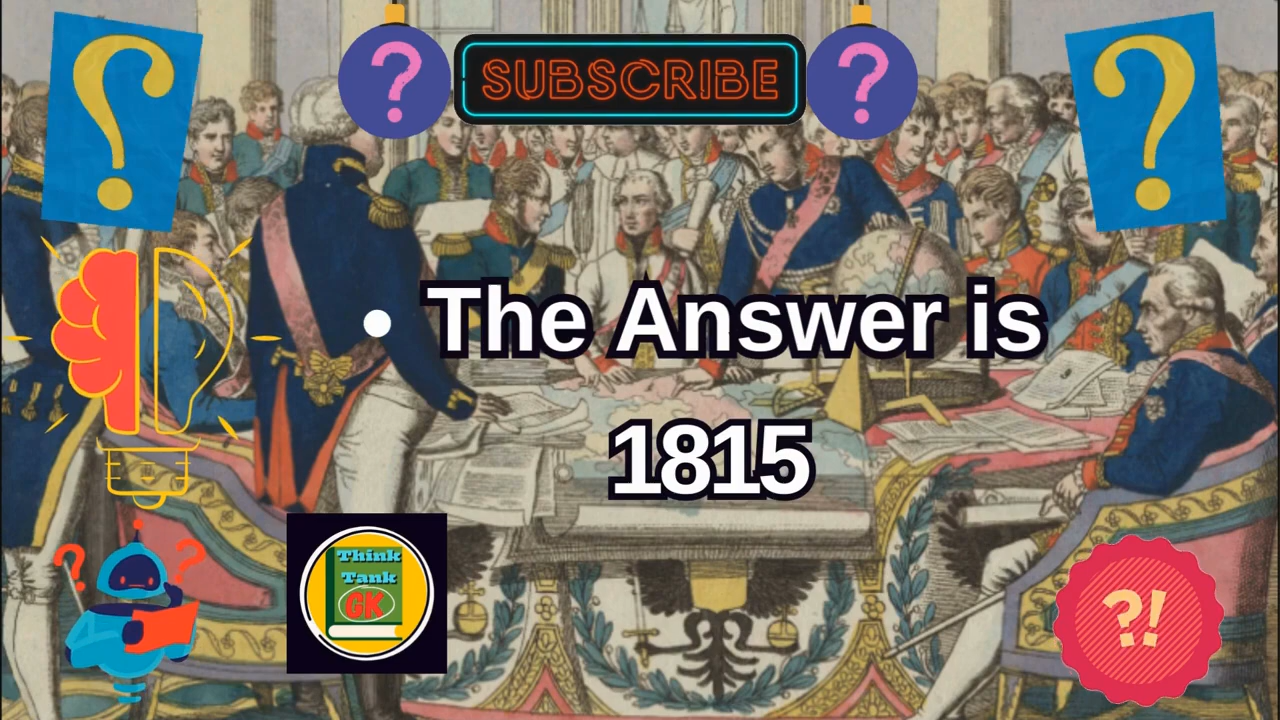 SUBSCRIBE
• The Answer is
1815
Think
Tank
GK